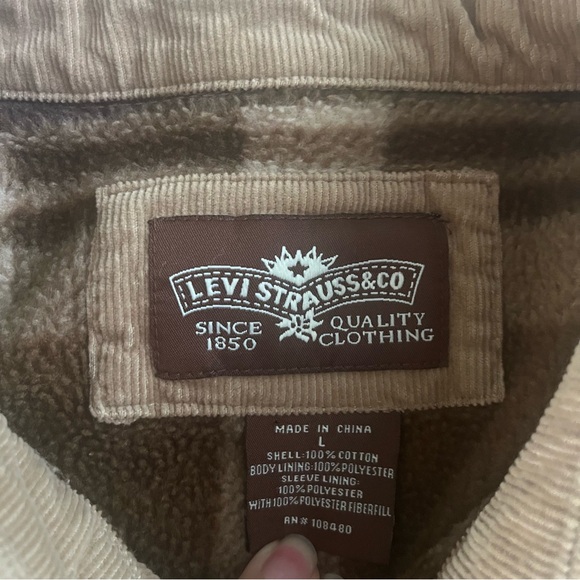 LEVI STRAUSS&CO
SINCE 1850
QUALITY CLOTHING
MADE IN CHINA
L
SHELL:100% COTTON
BODY LINING:100% POLYESTER
SLEEVE LINING:
100% POLYESTER
WITH 100% POLYESTER FIBERFILL
RN# 108480